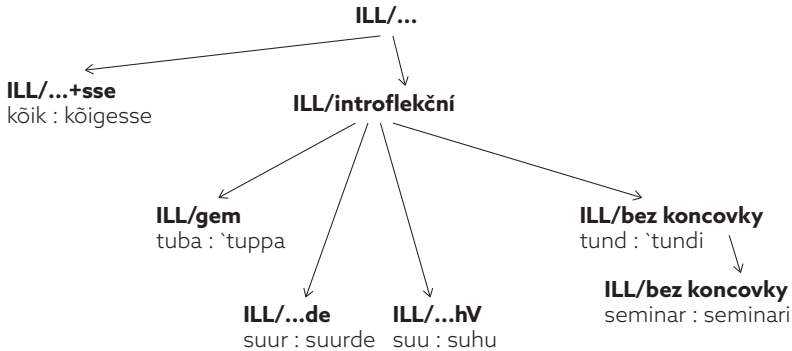 ILL/...
ILL/...+sse
kõik : kõigesse
ILL/introflekční
ILL/gem
tuba : `tuppa
ILL/bez koncovky
tund : `tundi
ILL/bez koncovky
seminar : seminari
ILL/...de
suur : suurde
ILL/...hV
suu : suhu